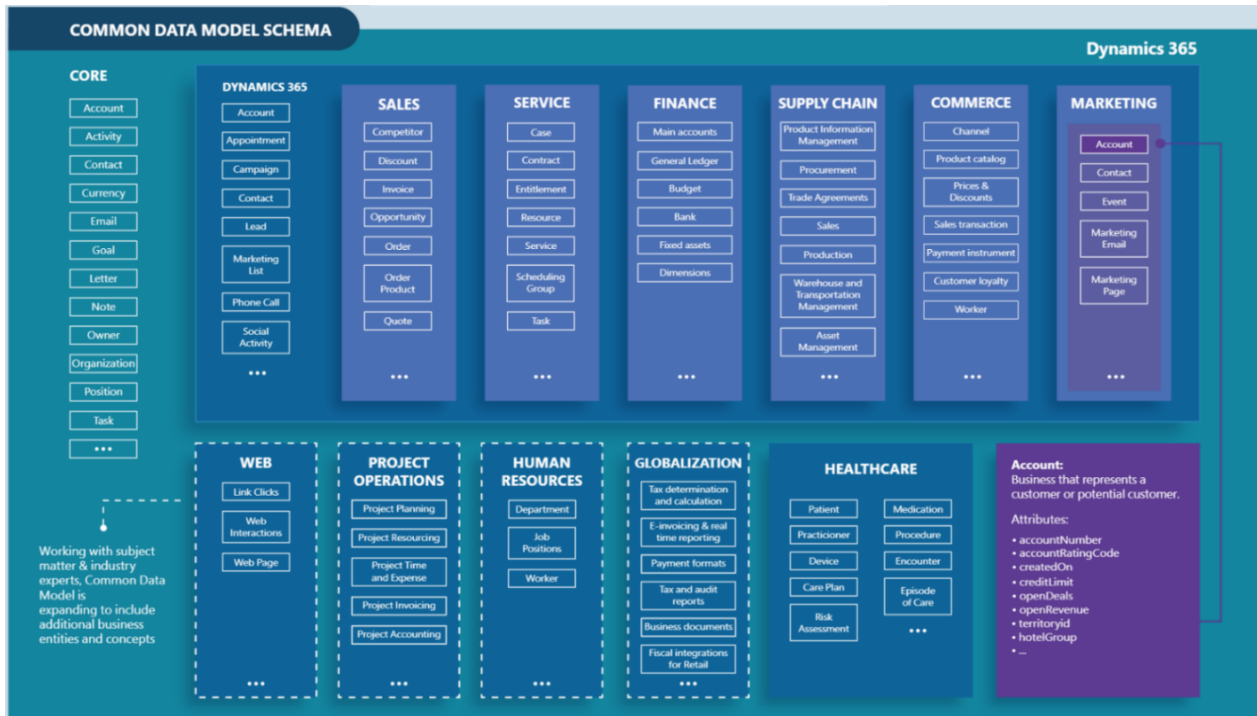 COMMON DATA MODEL SCHEMA
Dynamics 365
CORE
Account
Activity
Contact
Currency
Email
Goal
Letter
Note
Owner
Organization
Position
Task
...
DYNAMICS 365
Account
Appointment
Campaign
Contact
Lead
Marketing
List
Phone Call
Social
Activity
...
SALES
Competitor
Discount
Invoice
Opportunity
Order
Order
Product
Quote
...
SERVICE
Case
Contract
Entitlement
Resource
Service
Scheduling
Group
Task
...
FINANCE
Main accounts
General Ledger
Budget
Bank
Fixed assets
Dimensions
...
SUPPLY CHAIN
Product Information
Management
Procurement
Trade Agreements
Sales
Production
Warehouse and
Transportation
Management
Asset
Management
...
COMMERCE
Channel
Product catalog
Prices &
Discounts
Sales transaction
Payment instrument
Customer loyalty
Worker
...
MARKETING
Account
Contact
Event
Marketing
Email
Marketing
Page
...
Working with subject
matter & industry
experts, Common Data
Model is
expanding to include
additional business
entities and concepts
WEB
Link Clicks
Web
Interactions
Web Page
...
PROJECT
OPERATIONS
Project Planning
Project Resourcing
Project Time
and Expense
Project Invoicing
Project Accounting
...
HUMAN
RESOURCES
Department
Job
Positions
Worker
...
GLOBALIZATION
Tax determination
and calculation
E-invoicing & real
time reporting
Payment formats
Tax and audit
reports
Business documents
Fiscal integrations
for Retail
...
HEALTHCARE
Patient
Practicioner
Device
Care Plan
Risk
Assessment
Medication
Procedure
Encounter
Episode
of Care
...
Account:
Business that represents a
customer or potential customer.
Attributes:
• accountNumber
• accountRatingCode
• createdOn
• creditLimit
• openDeals
• openRevenue
• territoryid
• hotelGroup
• ...